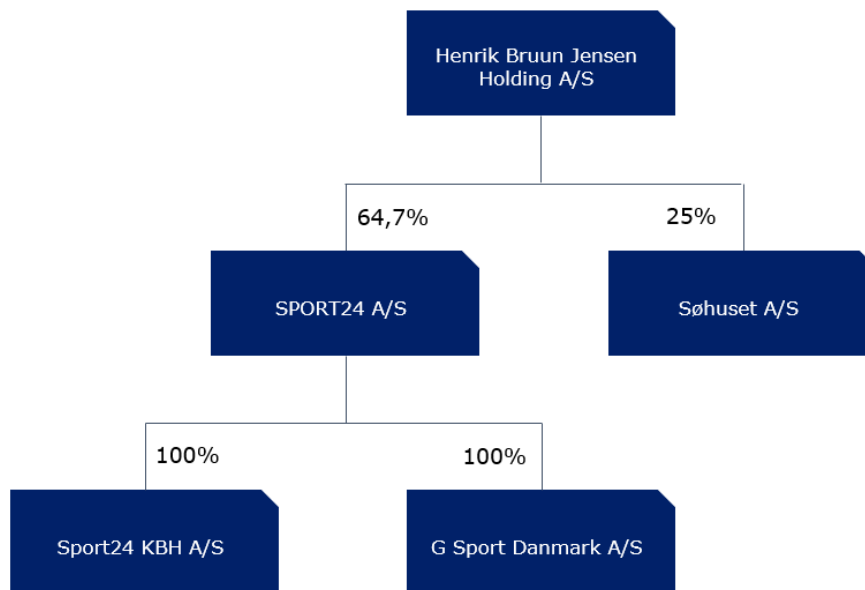 Henrik Bruun Jensen
Holding A/S
64,7%
25%
SPORT24 A/S
Søhuset A/S
100%
100%
Sport24 KBH A/S
G Sport Danmark A/S